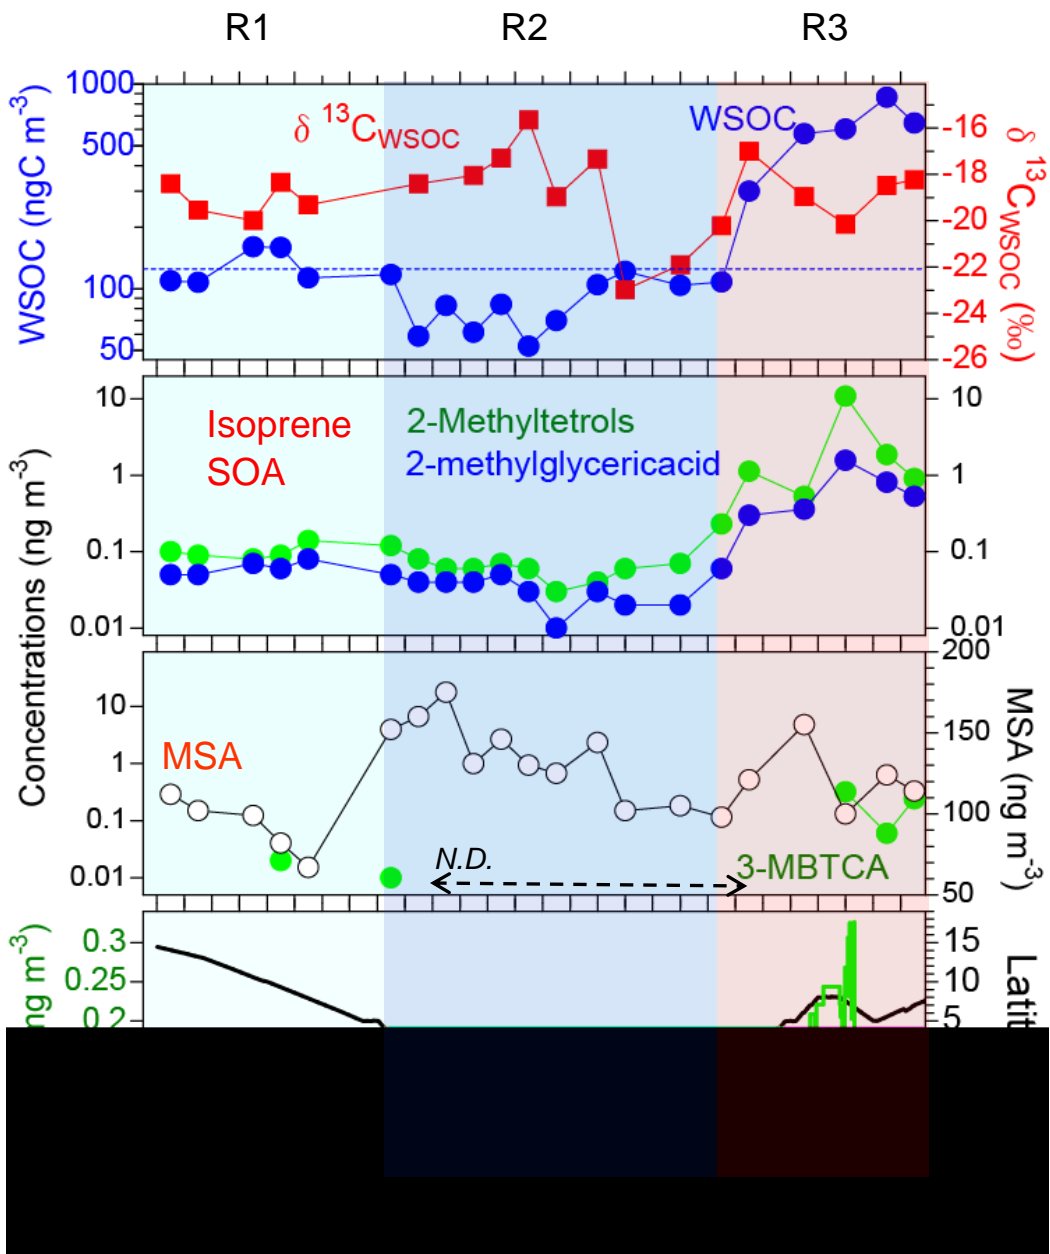 R1 R2 R3
1000
500
100
50
WSOC (ngC m-3)
δ 13CWSOC
WSOC
-16
-18
-20
-22
-24
-26
δ 13CWSOC (‰)
10
1
0.1
0.01
Isoprene
SOA
2-Methyltetrols
2-methylglycericacid
10
1
0.1
0.01
Concentrations (ng m-3)
10
1
0.1
0.01
MSA
N.D.
3-MBTCA
200
150
100
50
MSA (ng m-3)
0.3
0.25
0.2
ng m-3)
15
10
5